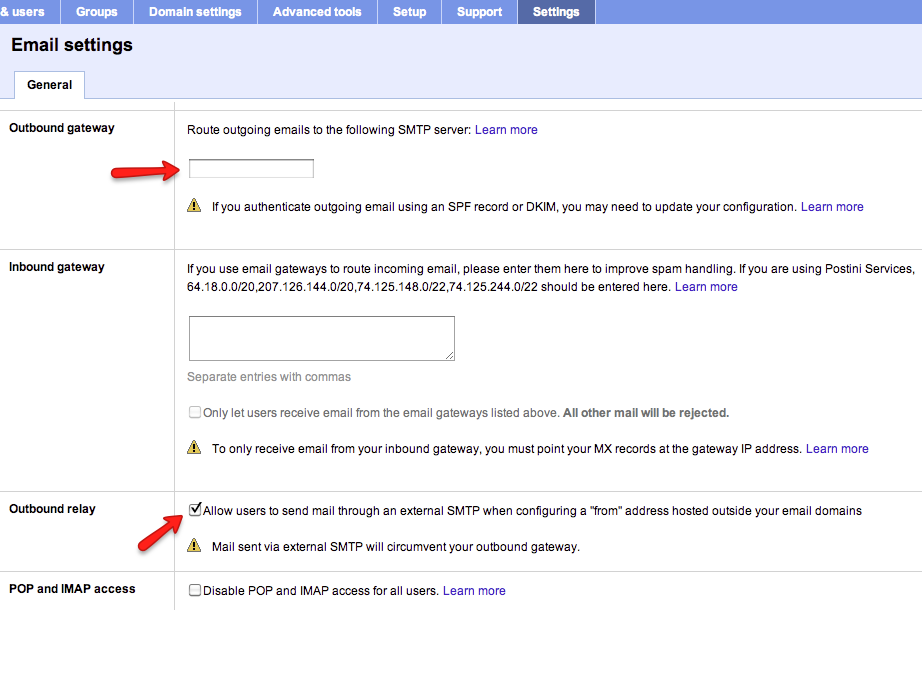 & users Groups Domain settings Advanced tools Setup Support Settings
Email settings
General
Outbound gateway
Route outgoing emails to the following SMTP server: Learn more
If you authenticate outgoing email using an SPF record or DKIM, you may need to update your configuration. Learn more
Inbound gateway
If you use email gateways to route incoming email, please enter them here to improve spam handling. If you are using Postini Services,
64.18.0.0/20,207.126.144.0/20,74.125.148.0/22,74.125.244.0/22 should be entered here. Learn more
Separate entries with commas
Only let users receive email from the email gateways listed above. All other mail will be rejected.
To only receive email from your inbound gateway, you must point your MX records at the gateway IP address. Learn more
Outbound relay
Allow users to send mail through an external SMTP when configuring a "from" address hosted outside your email domains
Mail sent via external SMTP will circumvent your outbound gateway.
POP and IMAP access
Disable POP and IMAP access for all users. Learn more